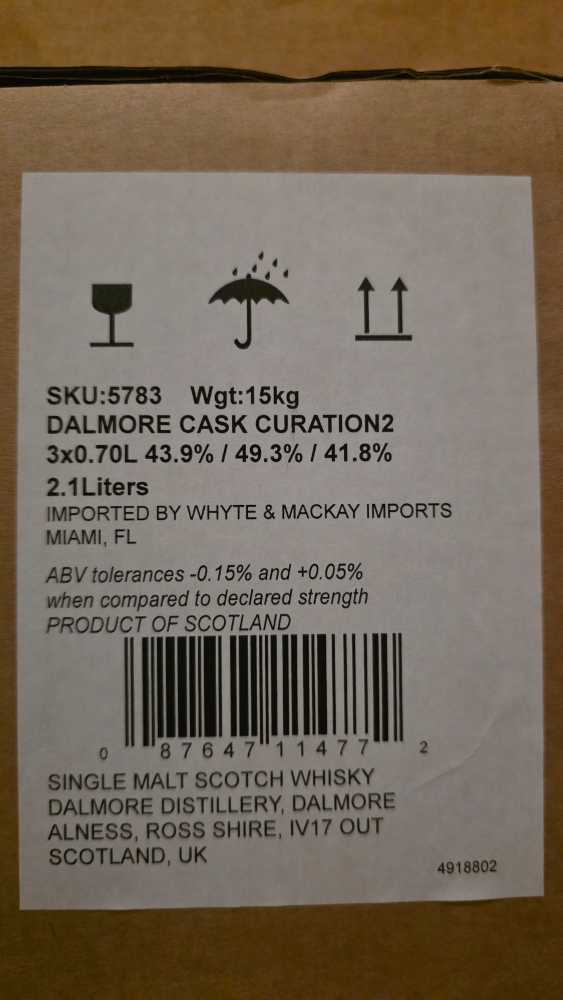 SKU:5783 Wgt:15kg
DALMORE CASK CURATION2
3x0.70L 43.9% / 49.3% / 41.8%
2.1Liters
IMPORTED BY WHYTE & MACKAY IMPORTS
MIAMI, FL
ABV tolerances -0.15% and +0.05%
when compared to declared strength
PRODUCT OF SCOTLAND
0 87647 11477 2
SINGLE MALT SCOTCH WHISKY
DALMORE DISTILLERY, DALMORE
ALNESS, ROSS SHIRE, IV17 OUT
SCOTLAND, UK
4918802